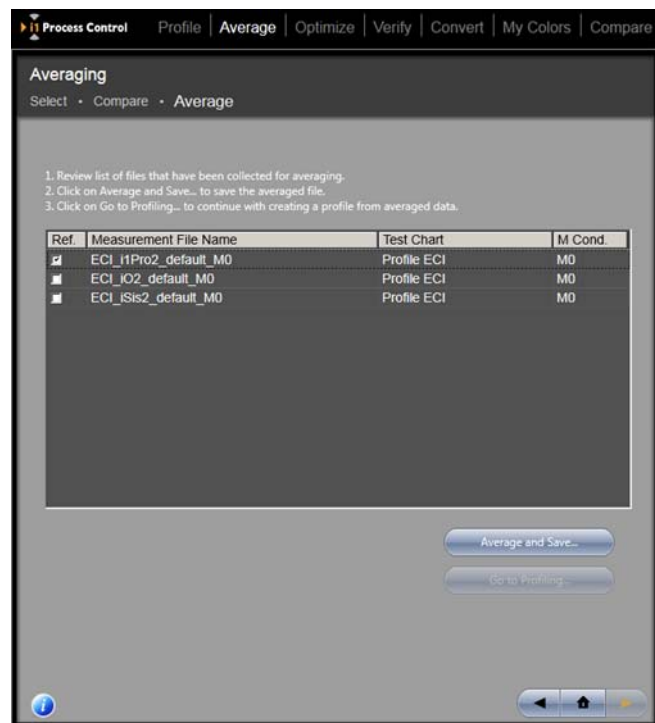 i1 Process Control Profile Average Optimize Verify Convert My Colors Compare
Averaging
Select • Compare • Average
1. Review list of files that have been collected for averaging.
2. Click on Average and Save... to save the averaged file.
3. Click on Go to Profiling... to continue with creating a profile from averaged data.
Ref. Measurement File Name Test Chart M Cond.
ECI_i1Pro2_default_M0 Profile ECI M0
ECI_iO2_default_M0 Profile ECI M0
ECI_iSis2_default_M0 Profile ECI M0
Average and Save...
Go to Profiling...